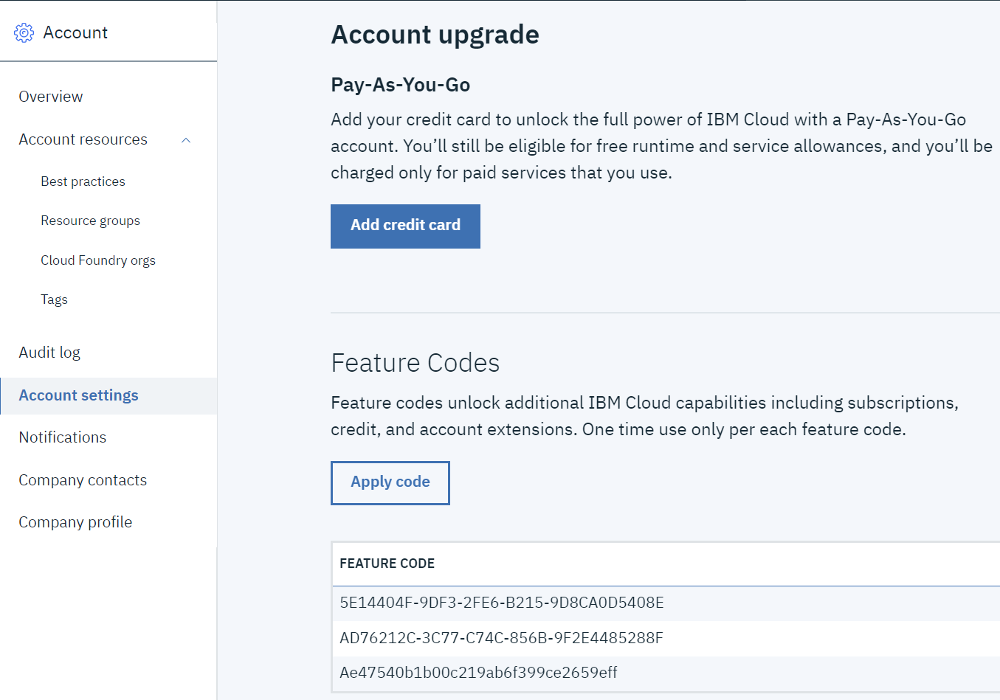 Account
Overview
Account resources
Best practices
Resource groups
Cloud Foundry orgs
Tags
Audit log
Account settings
Notifications
Company contacts
Company profile
Account upgrade
Pay-As-You-Go
Add your credit card to unlock the full power of IBM Cloud with a Pay-As-You-Go
account. You’ll still be eligible for free runtime and service allowances, and you’ll be
charged only for paid services that you use.
Add credit card
Feature Codes
Feature codes unlock additional IBM Cloud capabilities including subscriptions,
credit, and account extensions. One time use only per each feature code.
Apply code
FEATURE CODE
5E14404F-9DF3-2FE6-B215-9D8CA0D5408E
AD76212C-3C77-C74C-856B-9F2E4485288F
Ae47540b1b00c219ab6f399ce2659eff